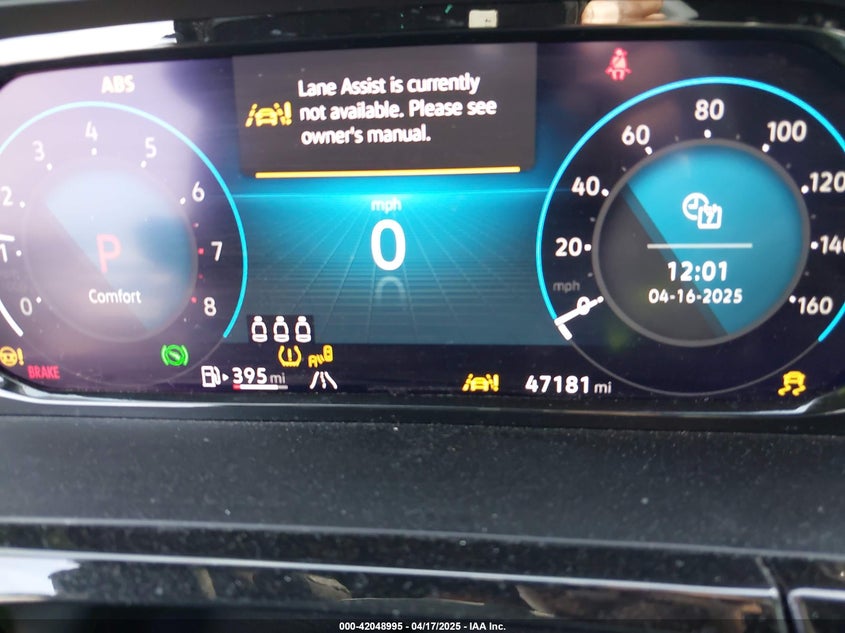 ABS
Lane Assist is currently
not available. Please see
owner's manual.
0
1
2
3
4
5
6
7
8
P
Comfort
mph
0
0
20
40
60
80
100
120
140
160
mph
7
12:01
04-16-2025
BRAKE
395 mi
47181 mi
000-42048995 - 04/17/2025 - IAA Inc.